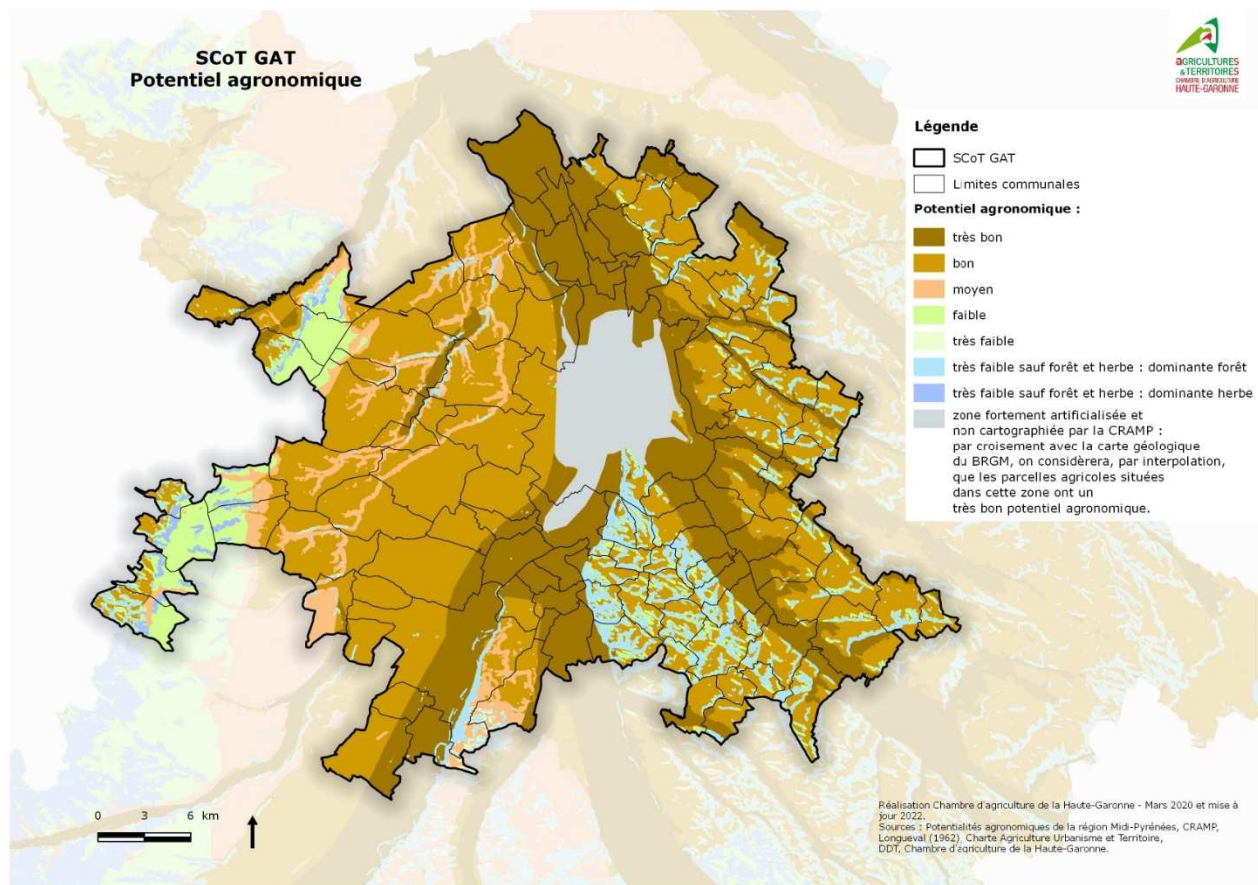 SCoT GAT
Potentiel agronomique
aGRICULTURES
&TERRITOIRES
CHAMBRE D'AGRICULTURE
HAUTE-GARONNE
Légende
SCoT GAT
Limites communales
Potentiel agronomique :
très bon
bon
moyen
faible
très faible
très faible sauf forêt et herbe : dominante forêt
très faible sauf forêt et herbe : dominante herbe
zone fortement artificialisée et
non cartographiée par la CRAMP :
par croisement avec la carte géologique
du BRGM, on considèrera, par interpolation,
que les parcelles agricoles situées
dans cette zone ont un
très bon potentiel agronomique.
0 3 6 km
Réalisation Chambre d'agriculture de la Haute-Garonne - Mars 2020 et mise à
jour 2022.
Sources : Potentialités agronomiques de la région Midi-Pyrénées, CRAMP,
Longueval (1962), Charte Agriculture Urbanisme et Territoire,
DDT, Chambre d'agriculture de la Haute-Garonne.